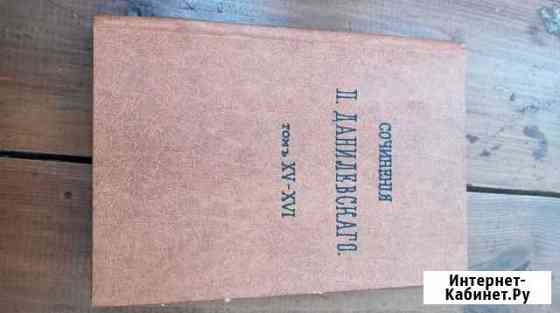 СОЧИНЕНІЯ
П. ДАНИЛЕВСКАГО.
ТОМЪ XV-XVI
Интернет-
Кабинет.Ру